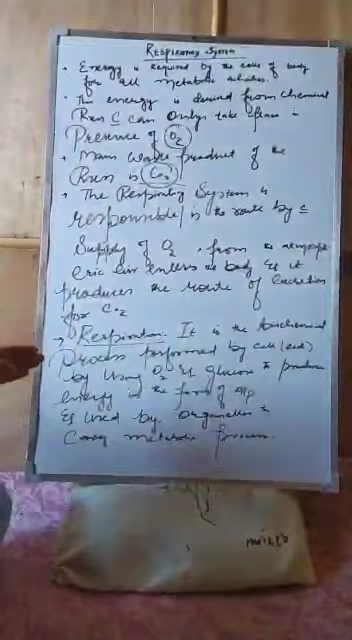 Respiratory System
• Energy is required by the cells of body
for all metabolic activities.
• This energy is derived from chemical
Rxn C̄ can only take place in
Presence of O₂
• Main waste product of the
Rxn is CO₂
• The Respiratory System is
responsible / is the route by c̄
Supply of O₂, from the atmosph
eric air enters the body & it
produces the route of excretion
for CO₂
→ Respiration: It is the biochemical
Process performed by cell
by using O₂ & glucose to produce
energy in the form of ATP
& used by organelles to
Carry metabolic process.